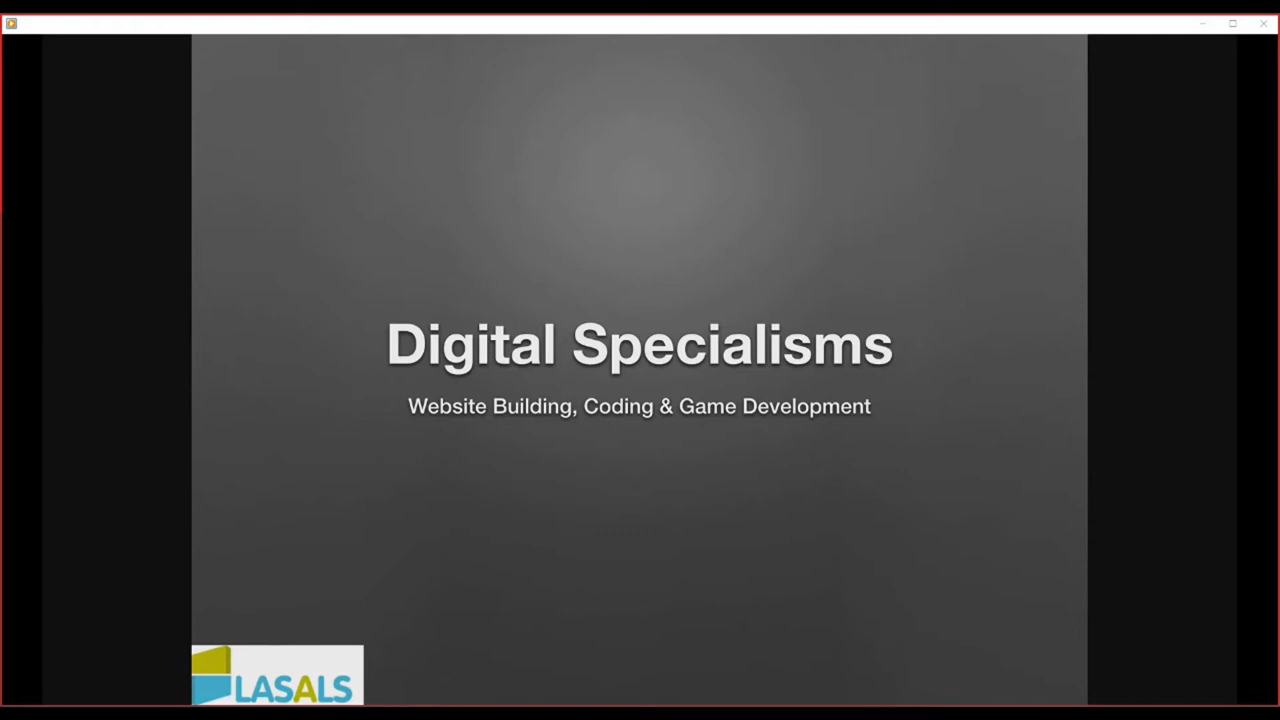 Digital Specialisms
Website Building, Coding & Game Development
LASALS